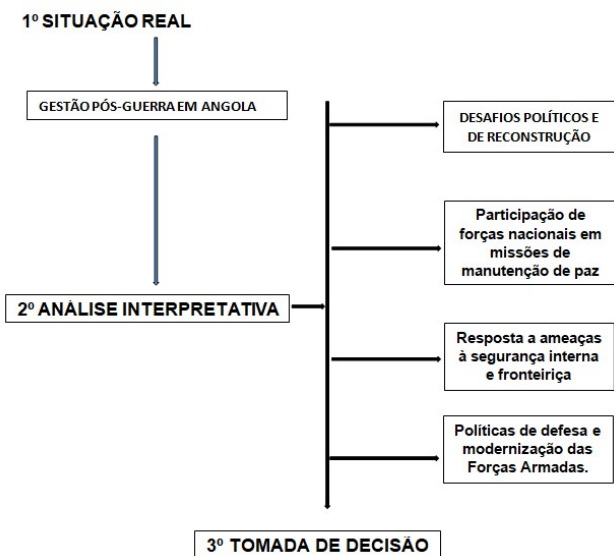 1º SITUAÇÃO REAL
GESTÃO PÓS-GUERRA EM ANGOLA
DESAFIOS POLÍTICOS E
DE RECONSTRUÇÃO
Participação de
forças nacionais em
missões de
manutenção de paz
2º ANÁLISE INTERPRETATIVA
Resposta a ameaças
à segurança interna
e fronteiriça
Políticas de defesa e
modernização das
Forças Armadas.
3º TOMADA DE DECISÃO